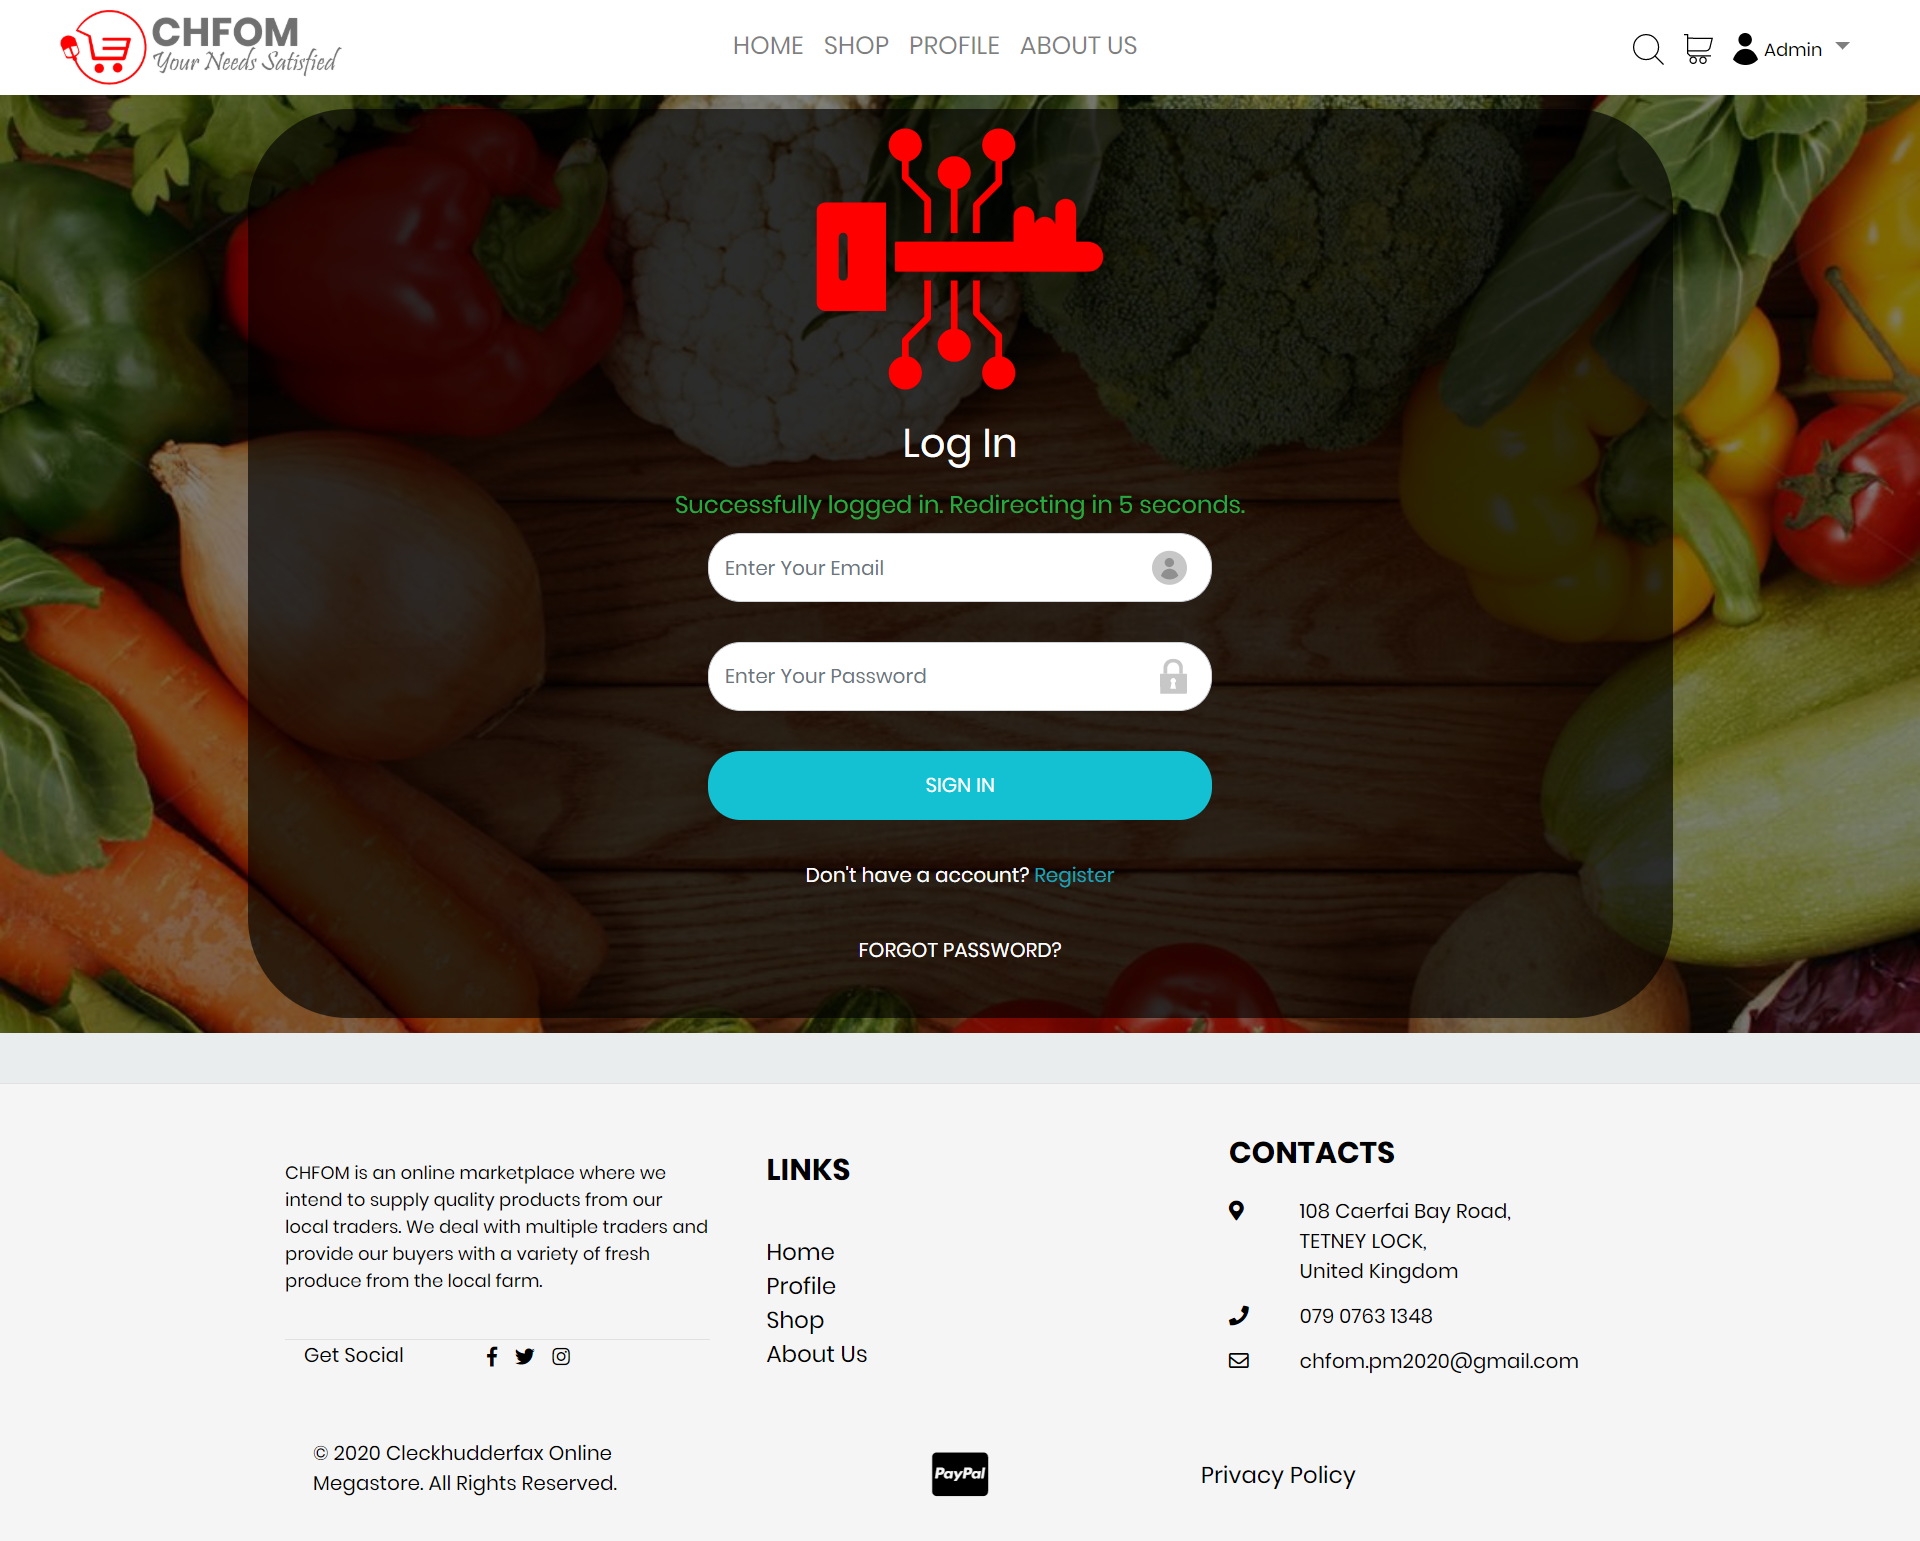 CHFOM
Your Needs Satisfied
HOME SHOP PROFILE ABOUT US
Admin
Log In
Successfully logged in. Redirecting in 5 seconds.
Enter Your Email
Enter Your Password
SIGN IN
Don't have a account? Register
FORGOT PASSWORD?
CHFOM is an online marketplace where we
intend to supply quality products from our
local traders. We deal with multiple traders and
provide our buyers with a variety of fresh
produce from the local farm.
Get Social
LINKS
Home
Profile
Shop
About Us
CONTACTS
108 Caerfai Bay Road,
TETNEY LOCK,
United Kingdom
079 0763 1348
chfom.pm2020@gmail.com
© 2020 Cleckhudderfax Online
Megastore. All Rights Reserved.
PayPal
Privacy Policy